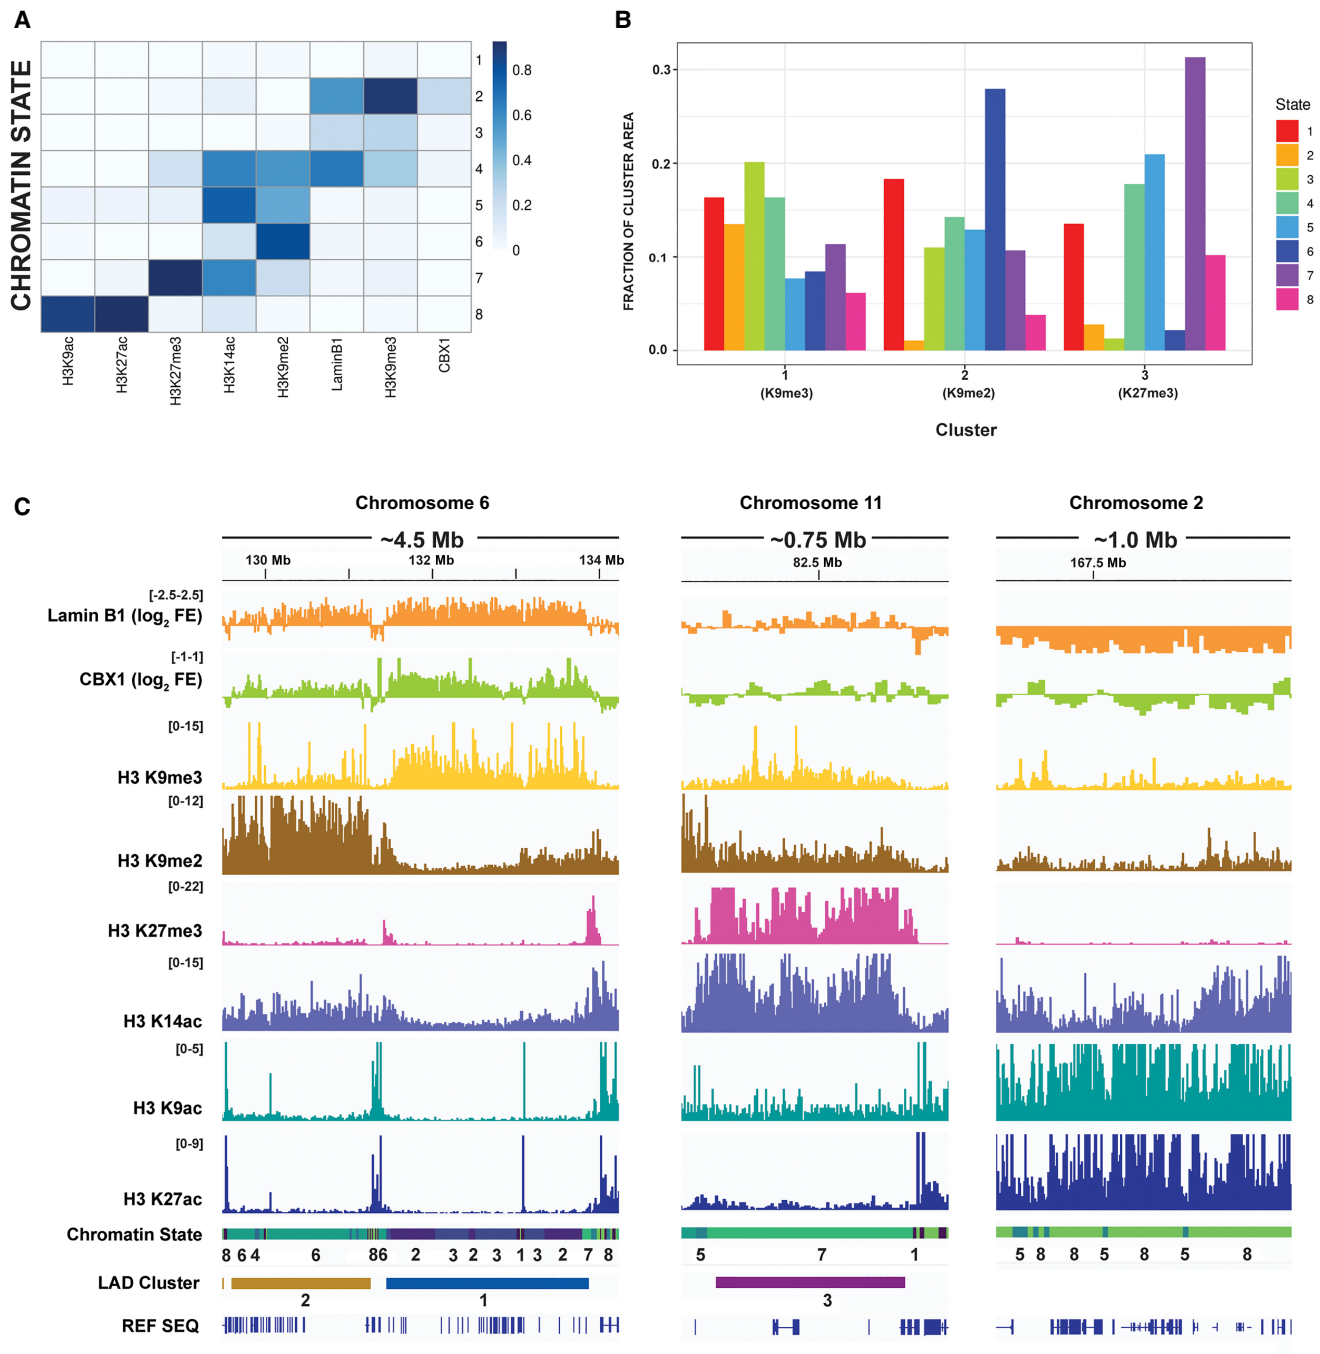 A
CHROMATIN STATE
1
2
3
4
5
6
7
8
0.8
0.6
0.4
0.2
0
H3K9ac
H3K27ac
H3K27me3
H3K14ac
H3K9me2
LaminB1
H3K9me3
CBX1
B
FRACTION OF CLUSTER AREA
0.3
0.2
0.1
0.0
1
(K9me3)
2
(K9me2)
3
(K27me3)
Cluster
State
1
2
3
4
5
6
7
8
C
Chromosome 6
Chromosome 11
Chromosome 2
~4.5 Mb
~0.75 Mb
~1.0 Mb
130 Mb
132 Mb
134 Mb
82.5 Mb
167.5 Mb
[-2.5-2.5]
Lamin B1 (log2 FE)
[-1-1]
CBX1 (log2 FE)
[0-15]
H3 K9me3
[0-12]
H3 K9me2
[0-22]
H3 K27me3
[0-15]
H3 K14ac
[0-5]
H3 K9ac
[0-9]
H3 K27ac
Chromatin State
8 6 4 6 8 6 2 3 2 3 1 3 2 7 8
5 7 1
5 8 8 5 8 5 8
LAD Cluster
2 1
3
REF SEQ